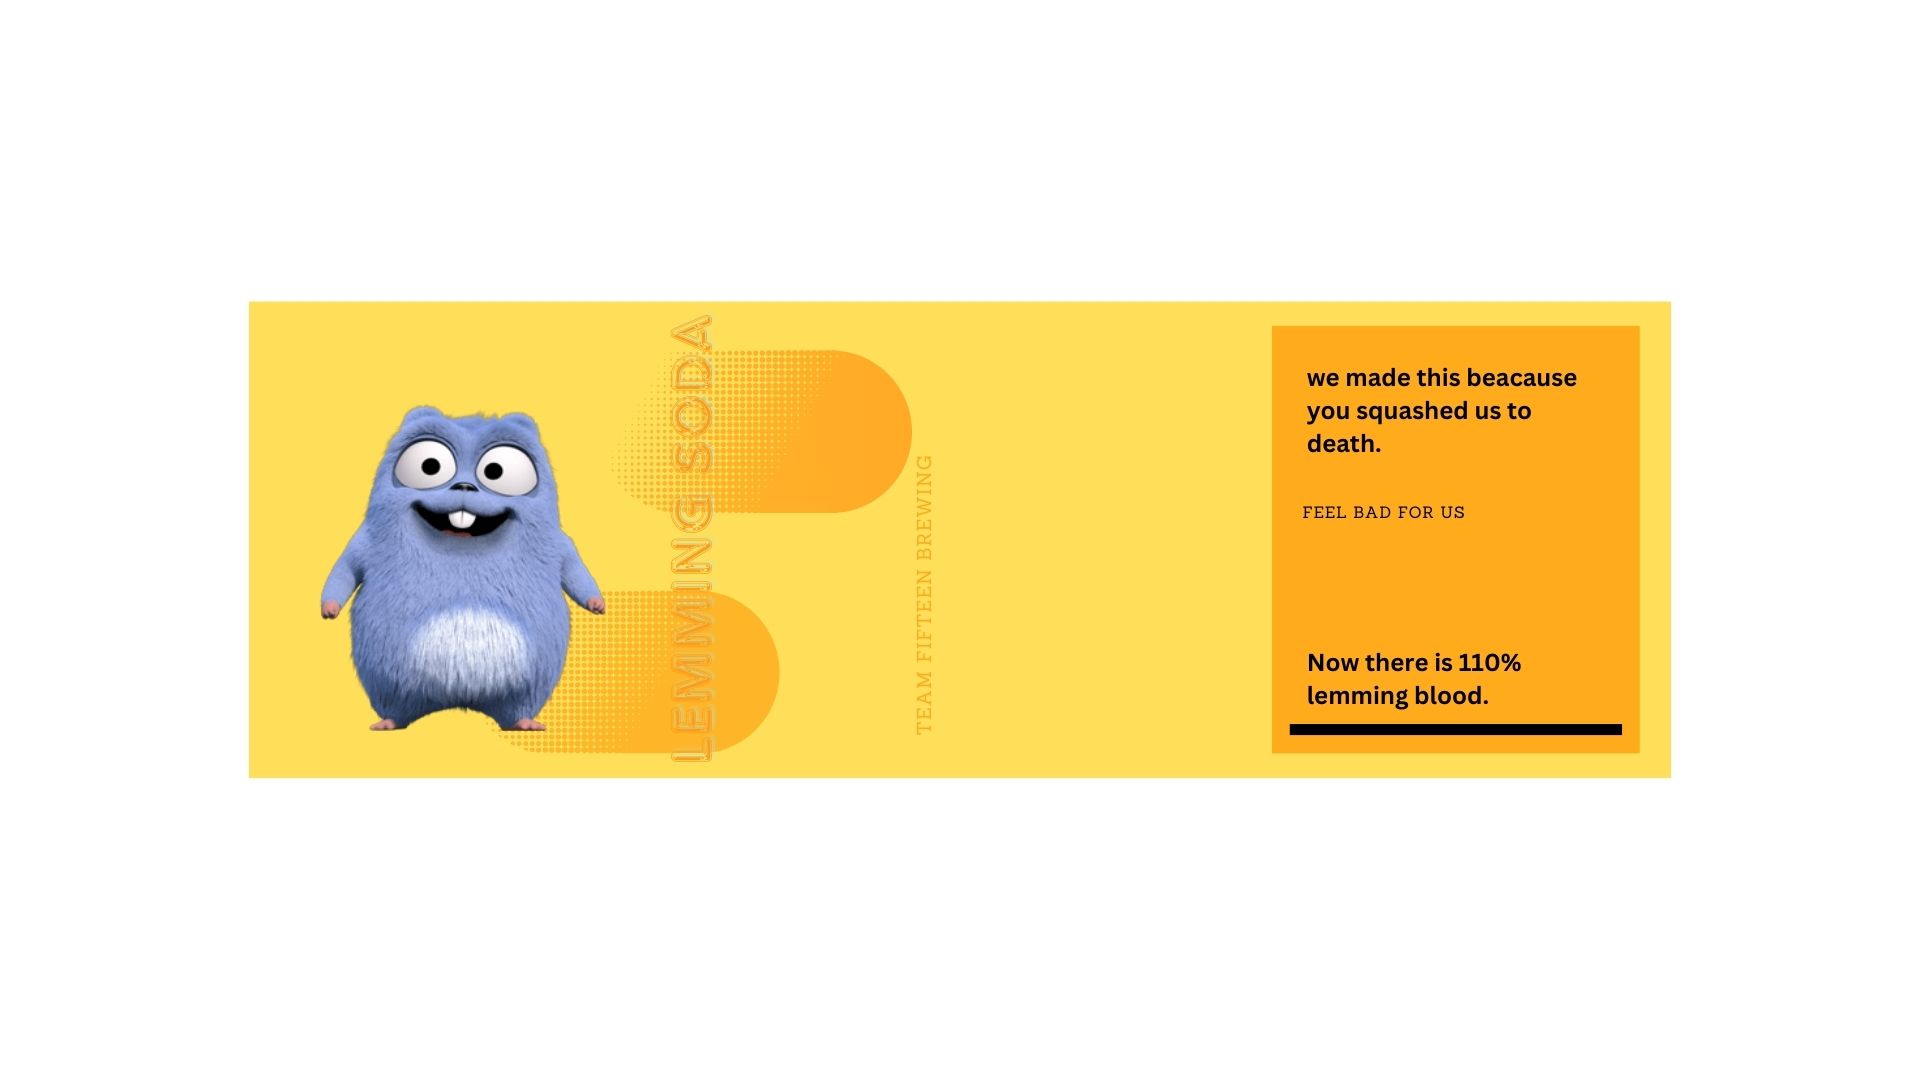 LEMMING SODA
TEAM FIFTEEN BREWING
we made this beacause
you squashed us to
death.
FEEL BAD FOR US
Now there is 110%
lemming blood.